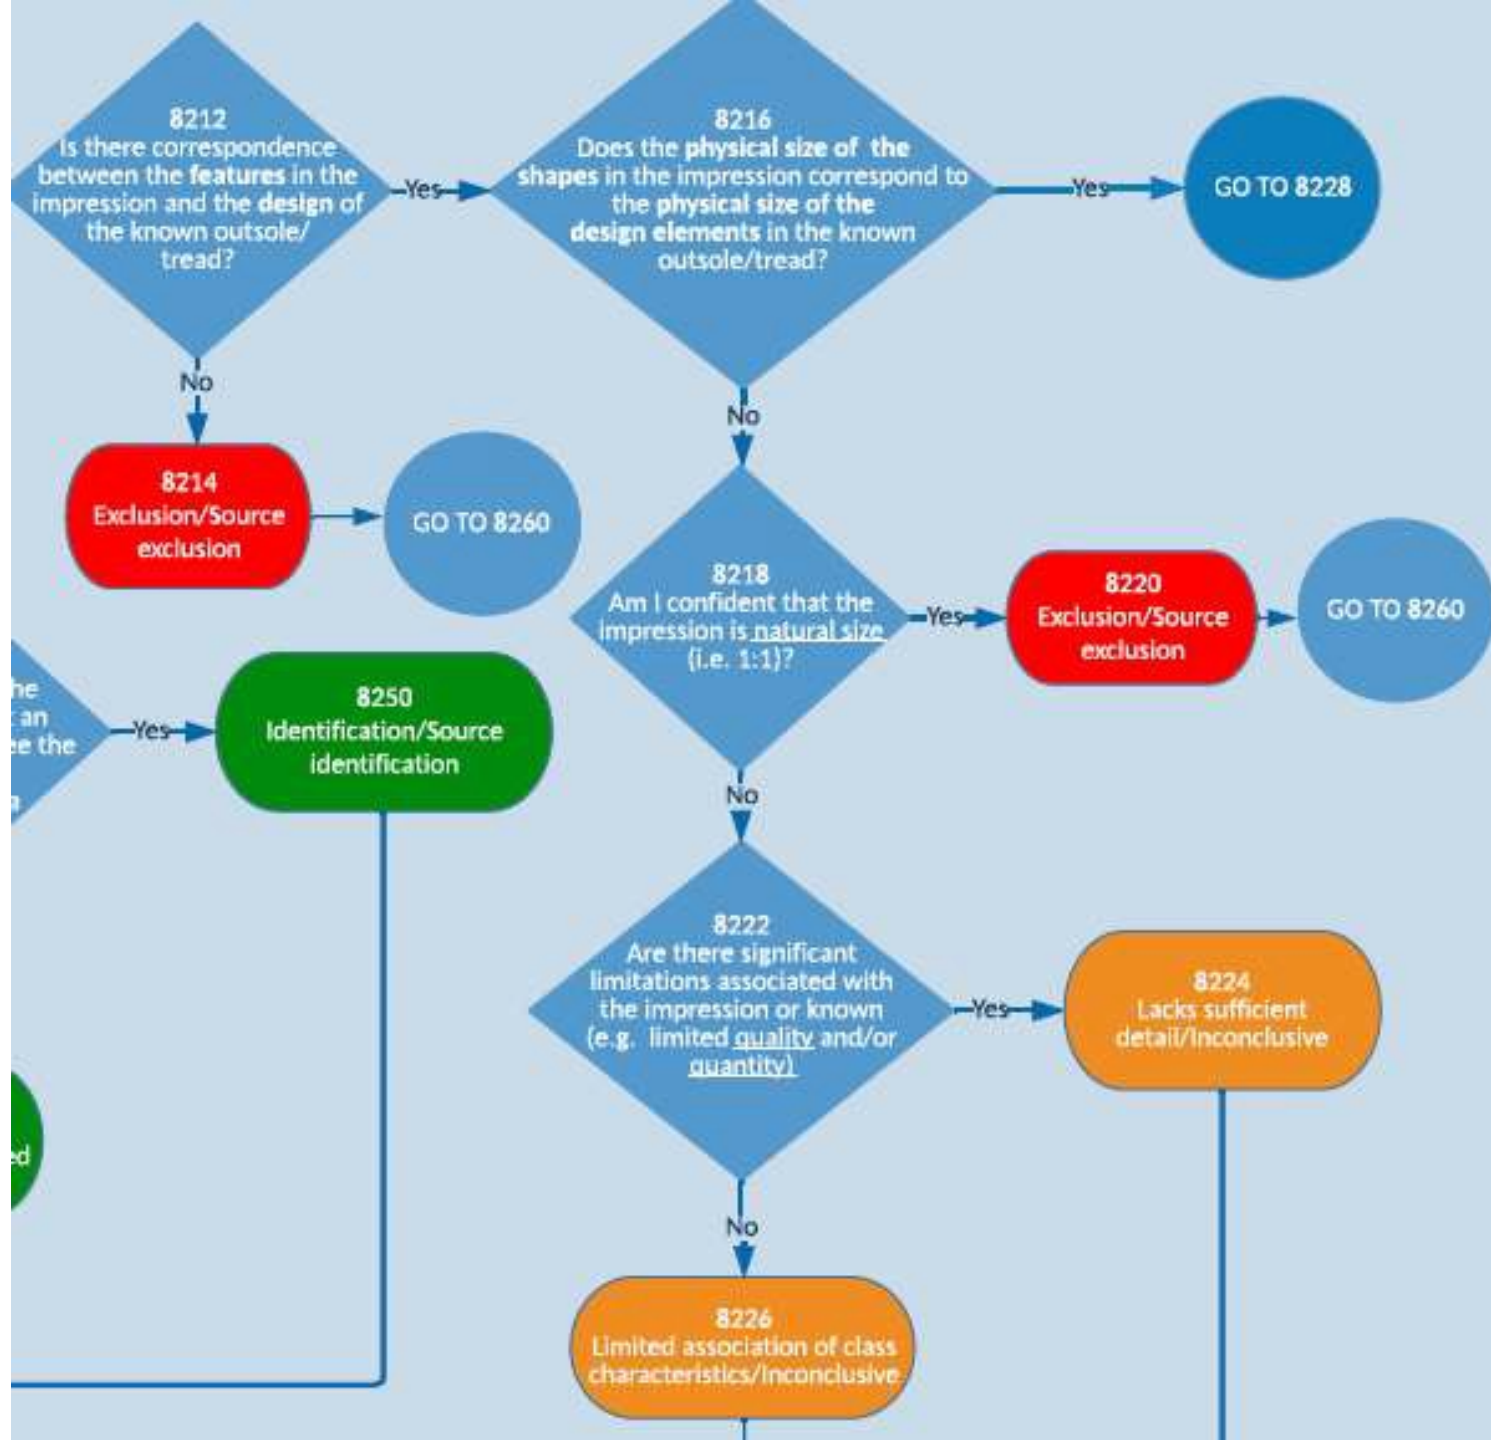 8212
Is there correspondence
between the features in the
impression and the design of
the known outsole/
tread?
Yes
8216
Does the physical size of the
shapes in the impression correspond to
the physical size of the
design elements in the known
outsole/tread?
Yes
GO TO 8228
No
No
8214
Exclusion/Source
exclusion
GO TO 8260
8218
Am I confident that the
impression is natural size
(i.e. 1:1)?
Yes
8220
Exclusion/Source
exclusion
GO TO 8260
an
the
Yes
8250
Identification/Source
identification
No
8222
Are there significant
limitations associated with
the impression or known
(e.g. limited quality and/or
quantity)
Yes
8224
Lacks sufficient
detail/Inconclusive
No
8226
Limited association of class
characteristics/Inconclusive